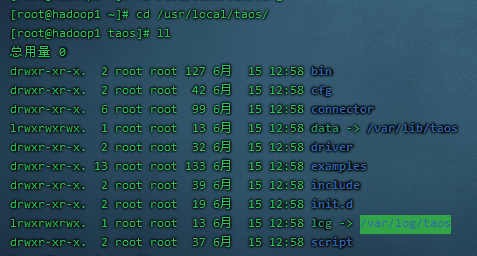 [root@hadoop1 ~]# cd /usr/local/taos/
[root@hadoop1 taos]# ll
总用量 0
drwxr-xr-x.  2 root root 127 6月  15 12:58 bin
drwxr-xr-x.  2 root root  42 6月  15 12:58 cfg
drwxr-xr-x.  6 root root  99 6月  15 12:58 connector
lrwxrwxrwx.  1 root root  13 6月  15 12:58 data -> /var/lib/taos
drwxr-xr-x.  2 root root  32 6月  15 12:58 driver
drwxr-xr-x. 13 root root 133 6月  15 12:58 examples
drwxr-xr-x.  2 root root  39 6月  15 12:58 include
drwxr-xr-x.  2 root root  19 6月  15 12:58 init.d
lrwxrwxrwx.  1 root root  13 6月  15 12:58 log -> /var/log/taos
drwxr-xr-x.  2 root root  37 6月  15 12:58 script